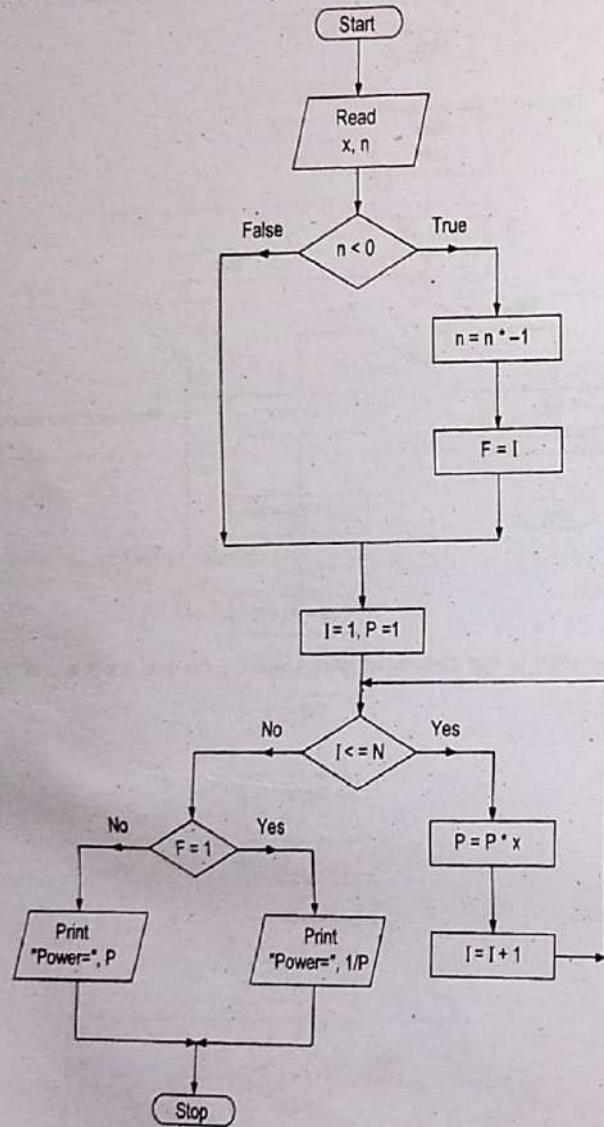 Start
Read
x, n
False
True
n < 0
n = n * –1
F = I
I = 1, P =1
No
Yes
I < = N
No
Yes
F = 1
P = P * x
Print
"Power=", P
Print
"Power=", 1/P
I = I + 1
Stop